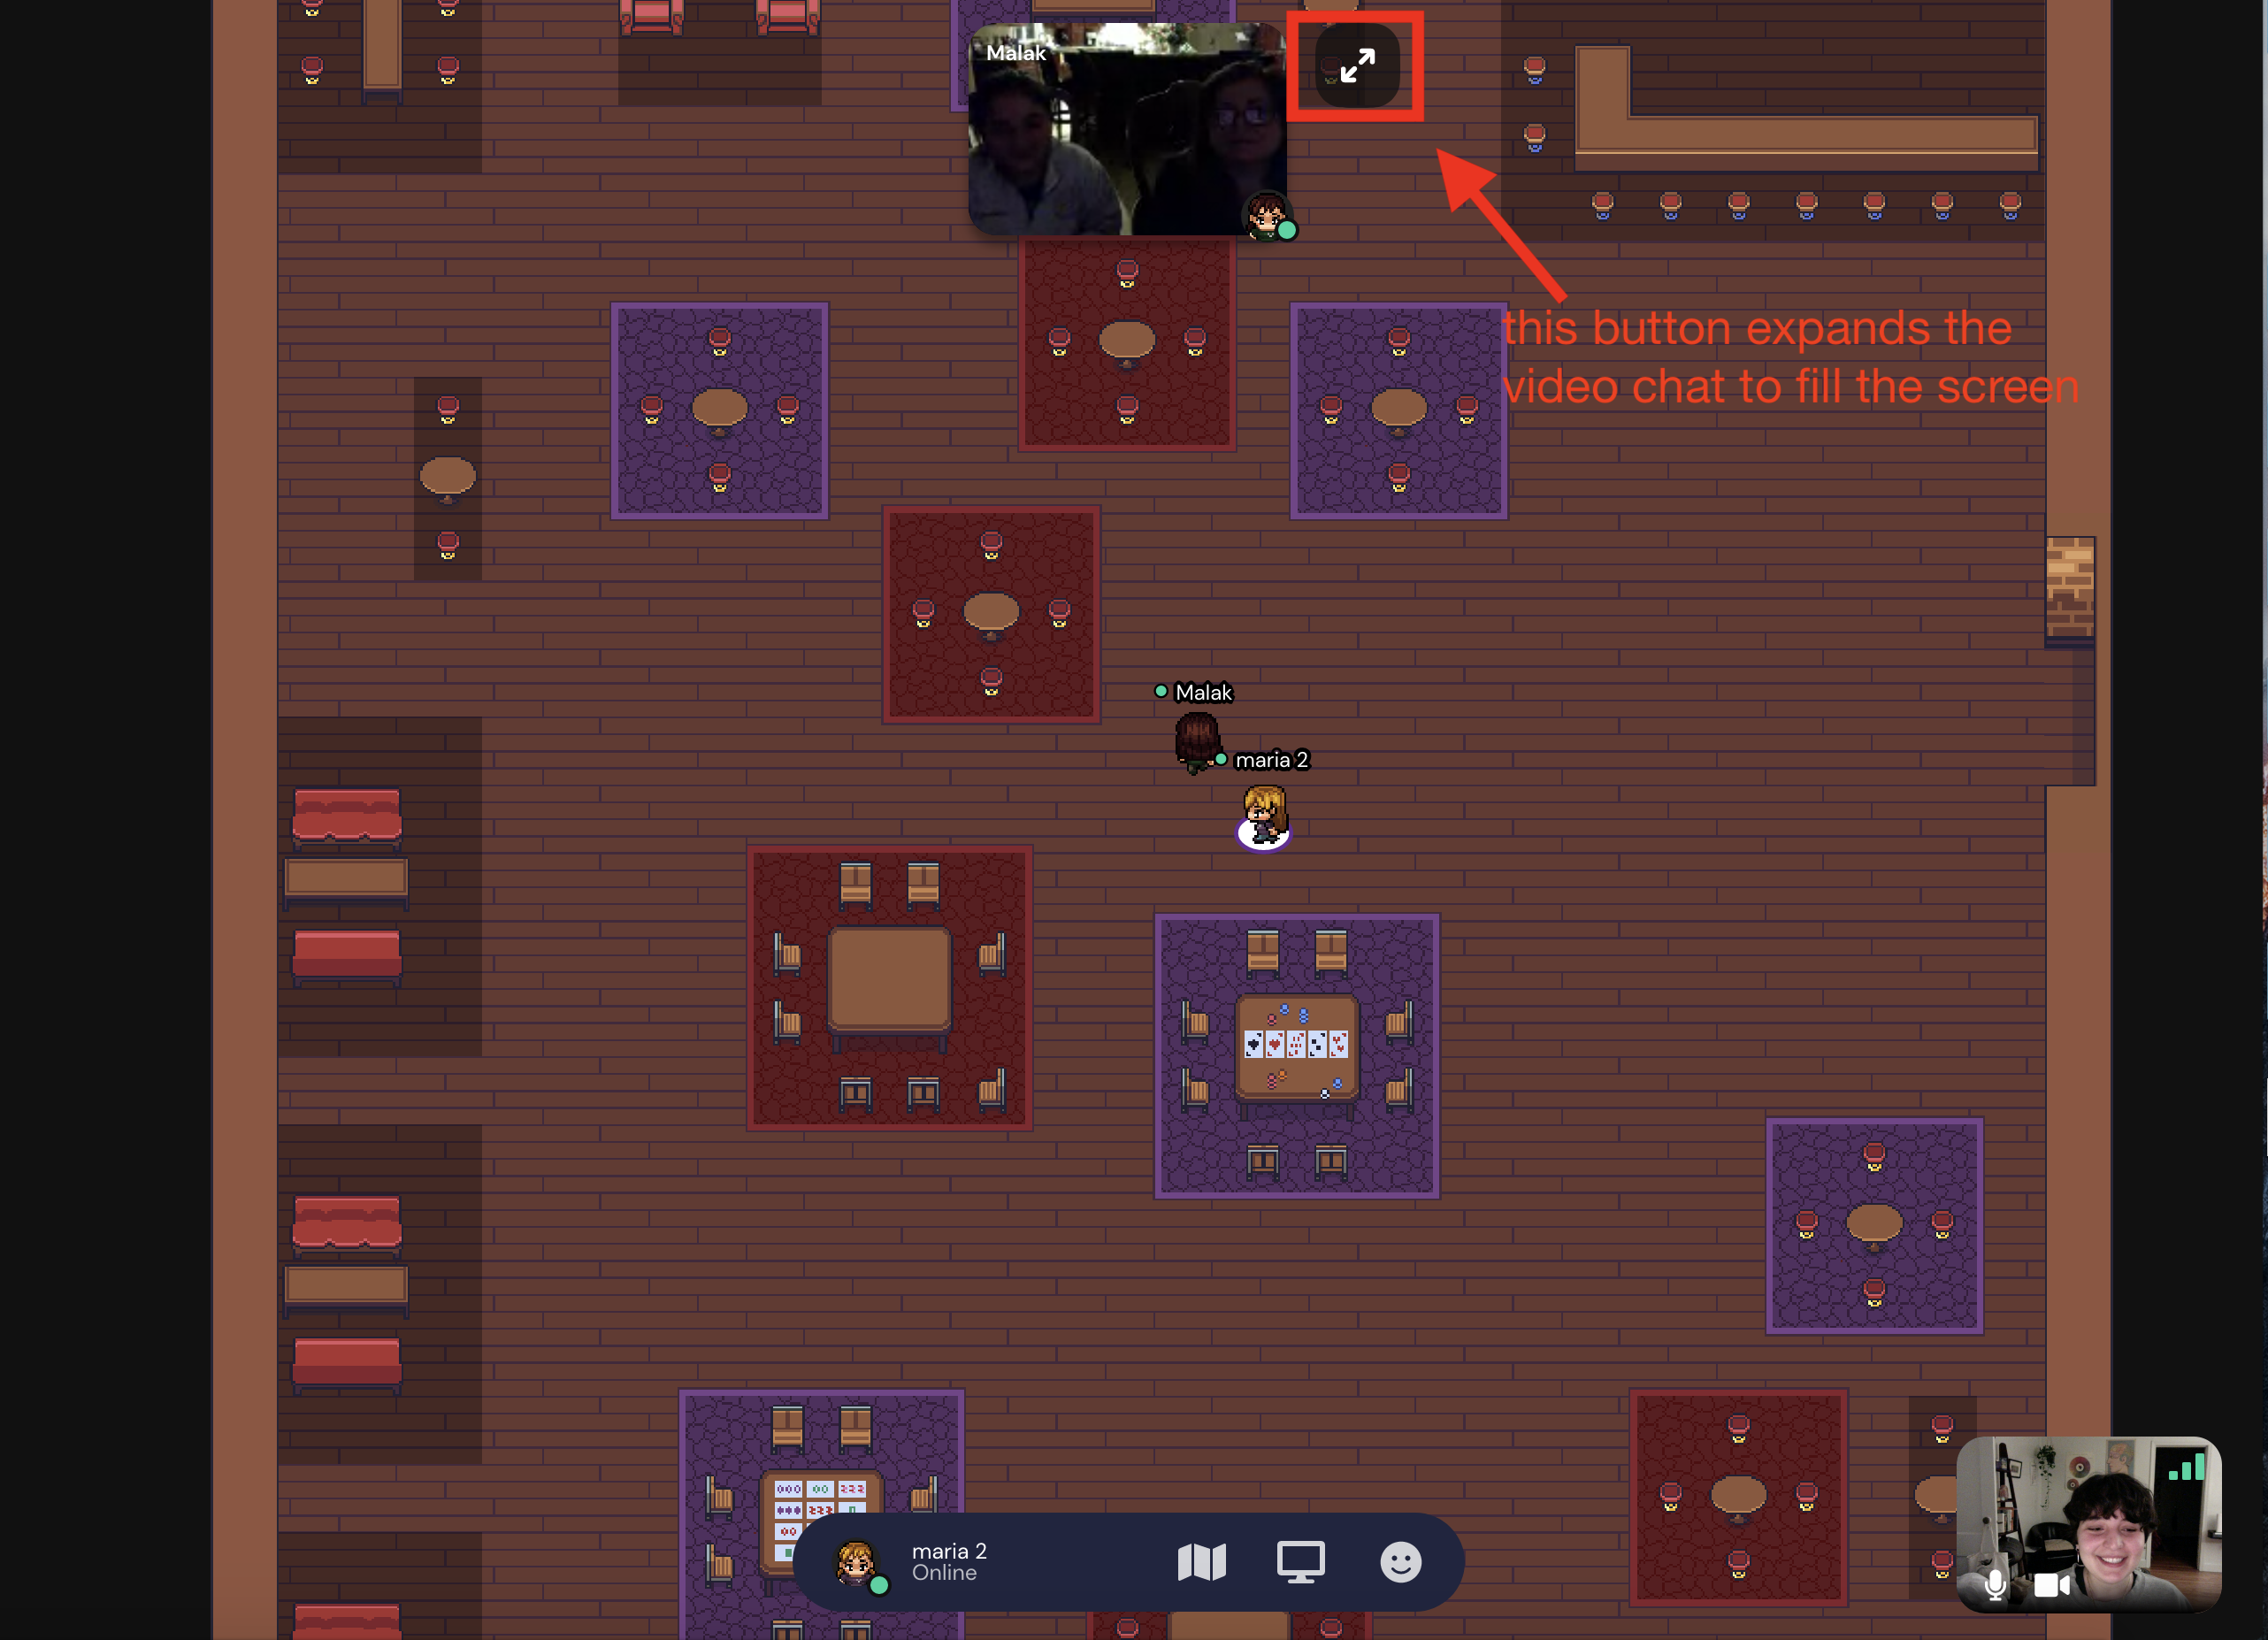 Malak
this button expands the
video chat to fill the screen
Malak
maria 2
maria 2
Online